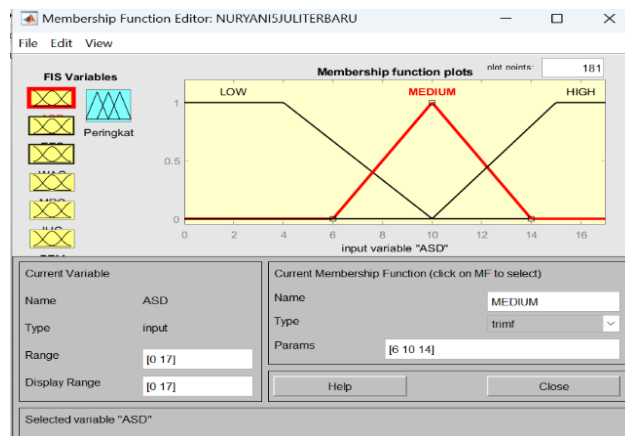 Membership Function Editor: NURYANI5JULITERBARU
File Edit View
FIS Variables
Peringkat
Membership function plots
plot points:
181
LOW
MEDIUM
HIGH
1
0.5
0
0 2 4 6 8 10 12 14 16
input variable "ASD"
Current Variable
Name ASD
Type input
Range [0 17]
Display Range [0 17]
Current Membership Function (click on MF to select)
Name MEDIUM
Type trimf
Params [6 10 14]
Help Close
Selected variable "ASD"